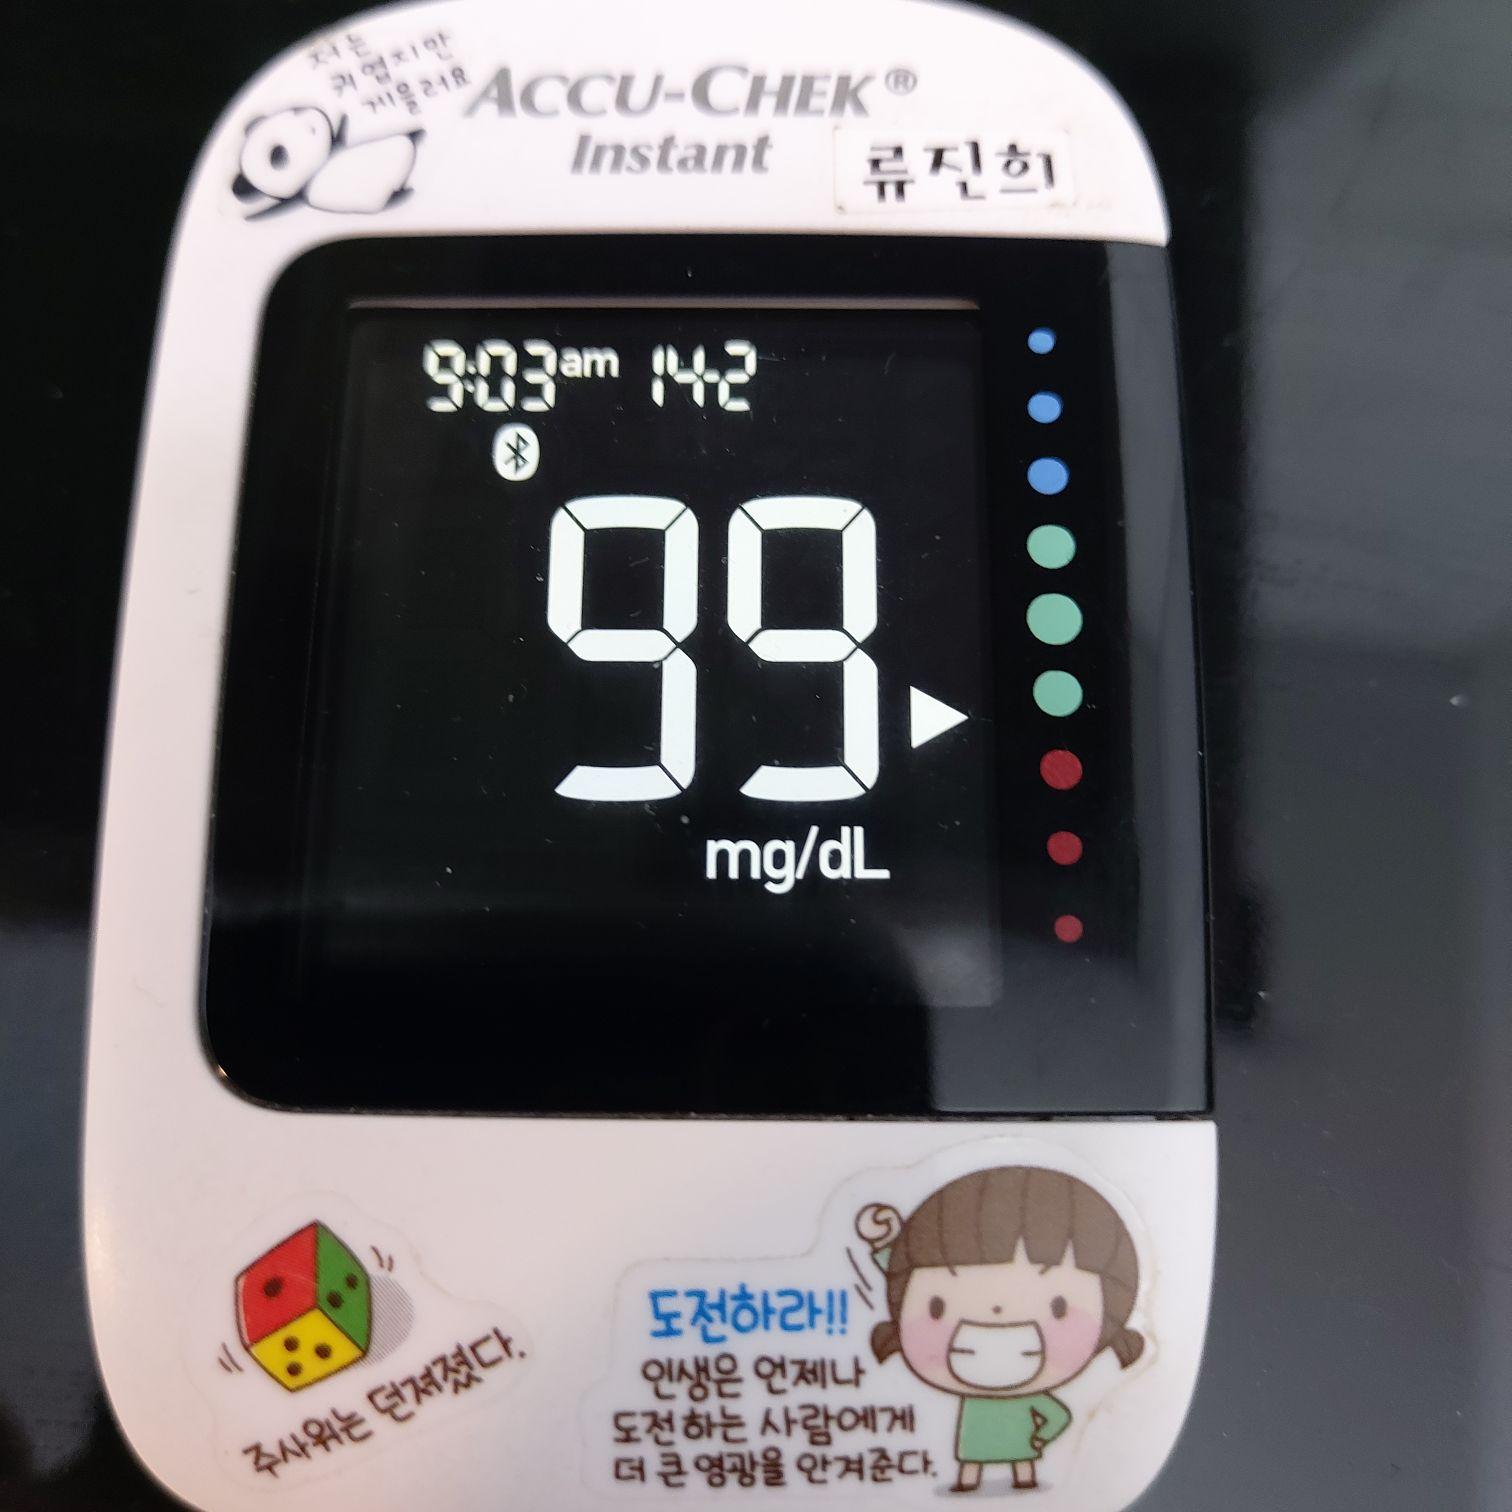 저는
귀엽지만
게을러요
ACCU-CHEK®
Instant
류진희
9:03am 14-2
99
mg/dL
주사위는 던져졌다.
도전하라!!
인생은 언제나
도전하는 사람에게
더 큰 영광을 안겨준다.